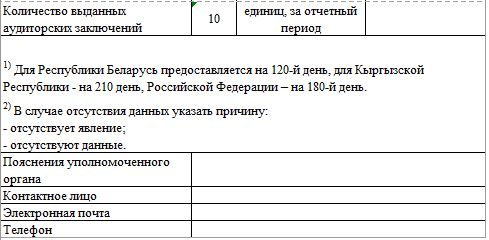 Количество выданных
аудиторских заключений
10
единиц, за отчетный
период
1) Для Республики Беларусь предоставляется на 120-й день, для Кыргызской
Республики - на 210 день, Российской Федерации – на 180-й день.
2) В случае отсутствия данных указать причину:
- отсутствует явление;
- отсутствуют данные.
Пояснения уполномоченного
органа
Контактное лицо
Электронная почта
Телефон